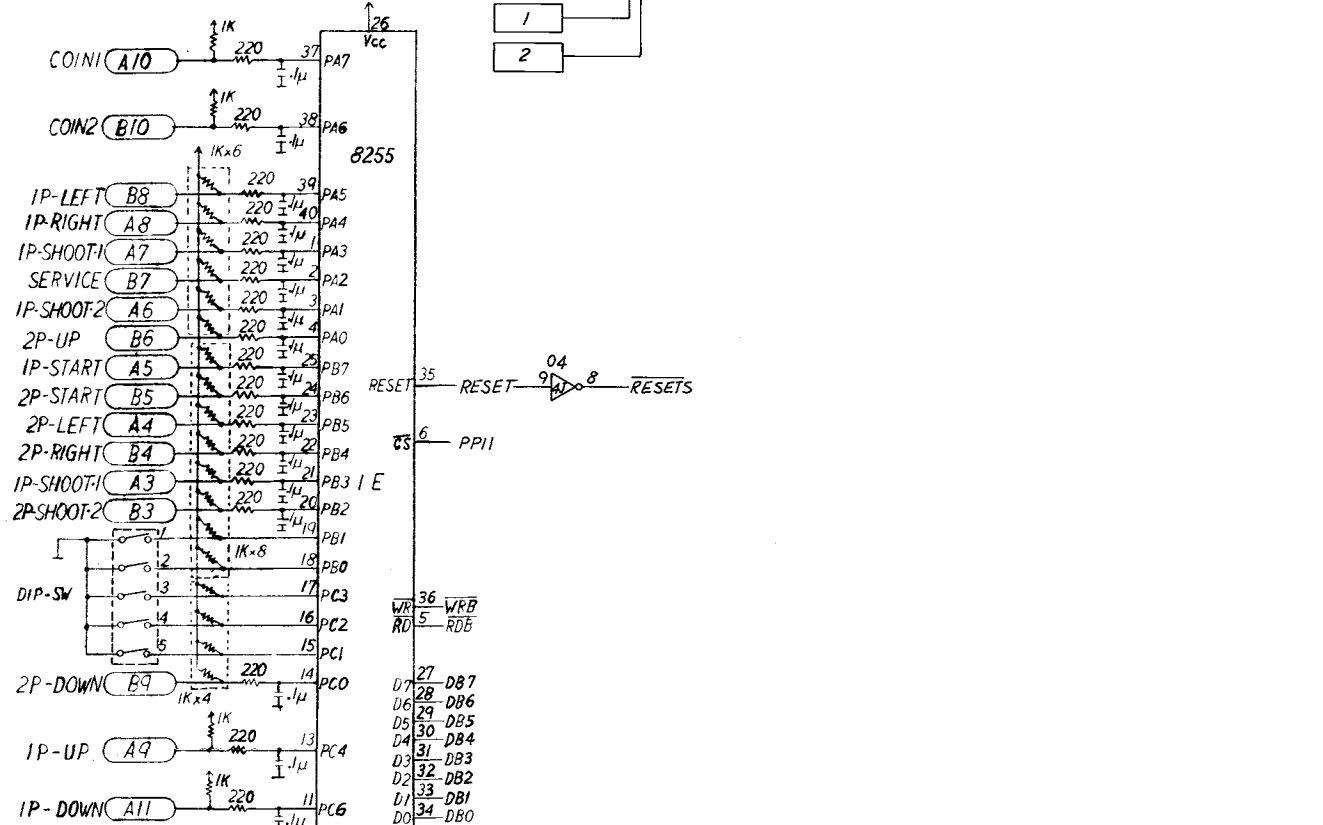 26
Vcc
1
2
1K
COIN1 A10 220 .1μ 37 PA7
1K
COIN2 B10 220 .1μ 38 PA6
8255
1K×6
1P-LEFT B8 220 .1μ 39 PA5
1P-RIGHT A8 220 .1μ 40 PA4
1P-SHOOT·1 A7 220 .1μ 1 PA3
SERVICE B7 220 .1μ 2 PA2
1P-SHOOT·2 A6 220 .1μ 3 PA1
2P-UP B6 220 .1μ 4 PA0
1P-START A5 220 .1μ 25 PB7
2P-START B5 220 .1μ 24 PB6
2P-LEFT A4 220 .1μ 23 PB5
2P-RIGHT B4 220 .1μ 22 PB4
1P-SHOOT·1 A3 220 .1μ 21 PB3
1E
2P-SHOOT·2 B3 220 .1μ 20 PB2
1 19 PB1
1K×8
2 18 PB0
DIP-SW 3 17 PC3
4 16 PC2
5 15 PC1
2P-DOWN B9 220 .1μ 14 PC0
1K×4
1K
1P-UP A9 220 .1μ 13 PC4
1K
1P-DOWN A11 220 .1μ 11 PC6
04
RESET 35 RESET 9 4J 8 RESETS
CS 6 PPI1
WR 36 WRB
RD 5 RDB
D7 27 DB7
D6 28 DB6
D5 29 DB5
D4 30 DB4
D3 31 DB3
D2 32 DB2
D1 33 DB1
D0 34 DB0